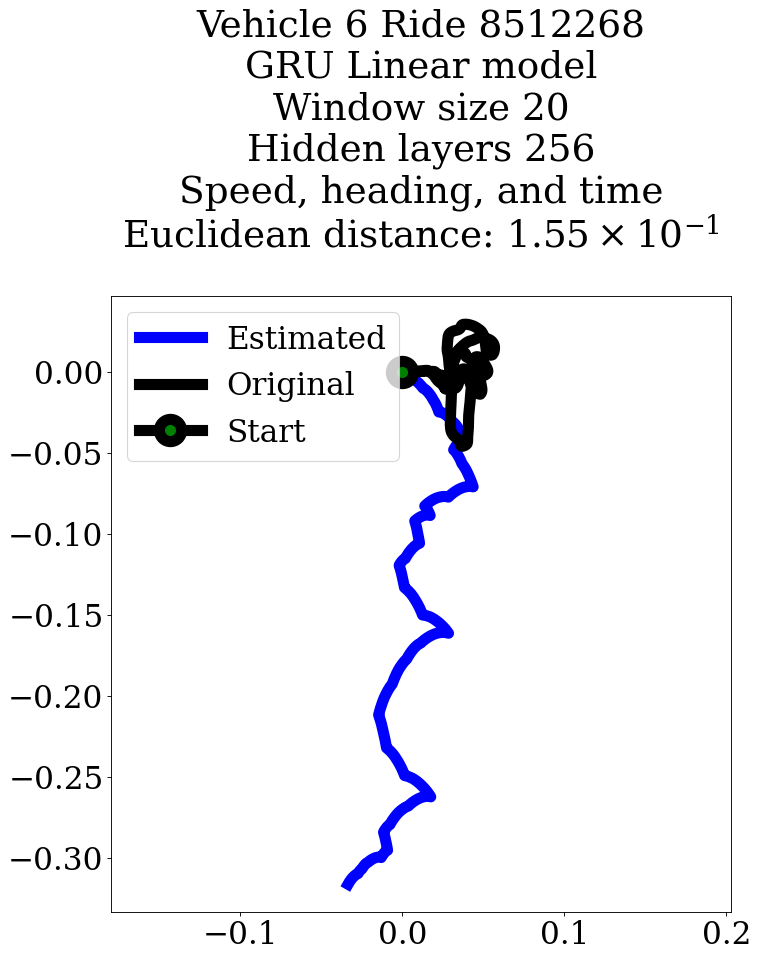 Vehicle 6 Ride 8512268
GRU Linear model
Window size 20
Hidden layers 256
Speed, heading, and time
Euclidean distance: 1.55 × 10⁻¹
Estimated
Original
Start
0.00
−0.05
−0.10
−0.15
−0.20
−0.25
−0.30
−0.1
0.0
0.1
0.2